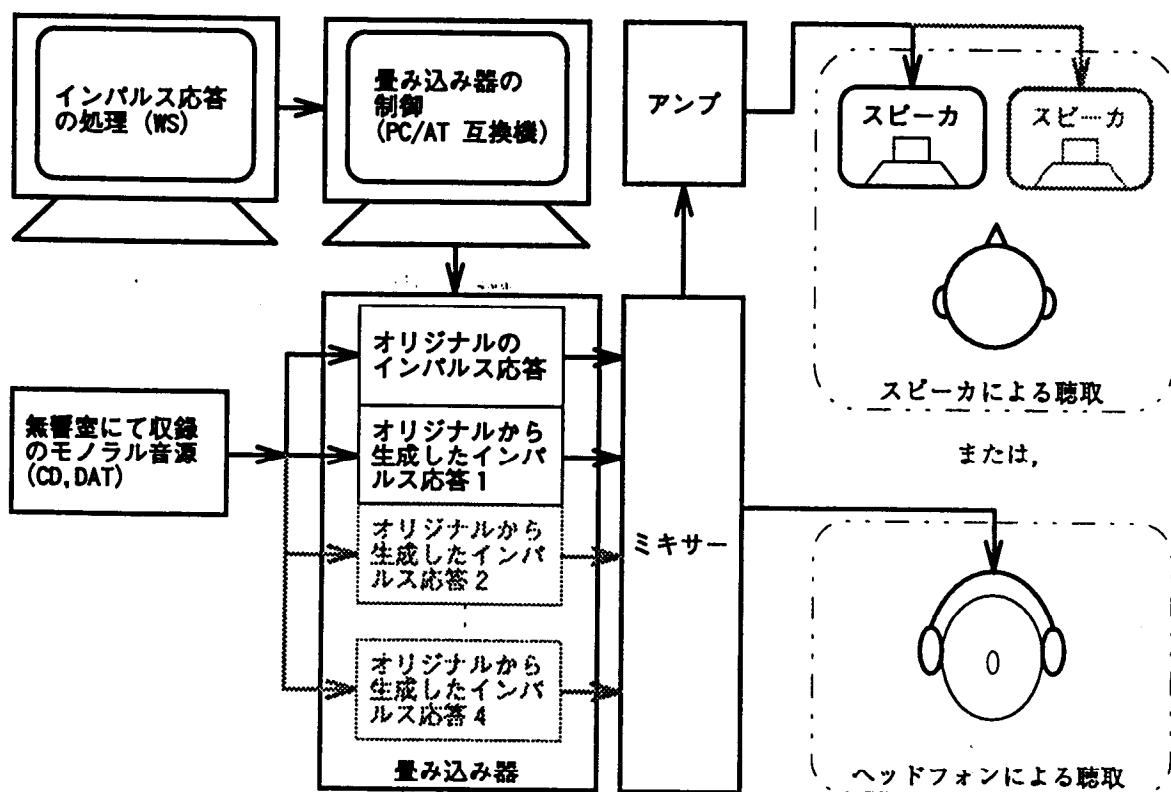 インパルス応答
の処理 (WS)
畳み込み器の
制御
(PC/AT 互換機)
アンプ
スピーカ
スピーカ
スピーカによる聴取
または,
オリジナルの
インパルス応答
オリジナルから
生成したインパ
ルス応答1
オリジナルから
生成したインパ
ルス応答2
オリジナルから
生成したインパ
ルス応答4
畳み込み器
無響室にて収録
のモノラル音源
(CD,DAT)
ミキサー
ヘッドフォンによる聴取